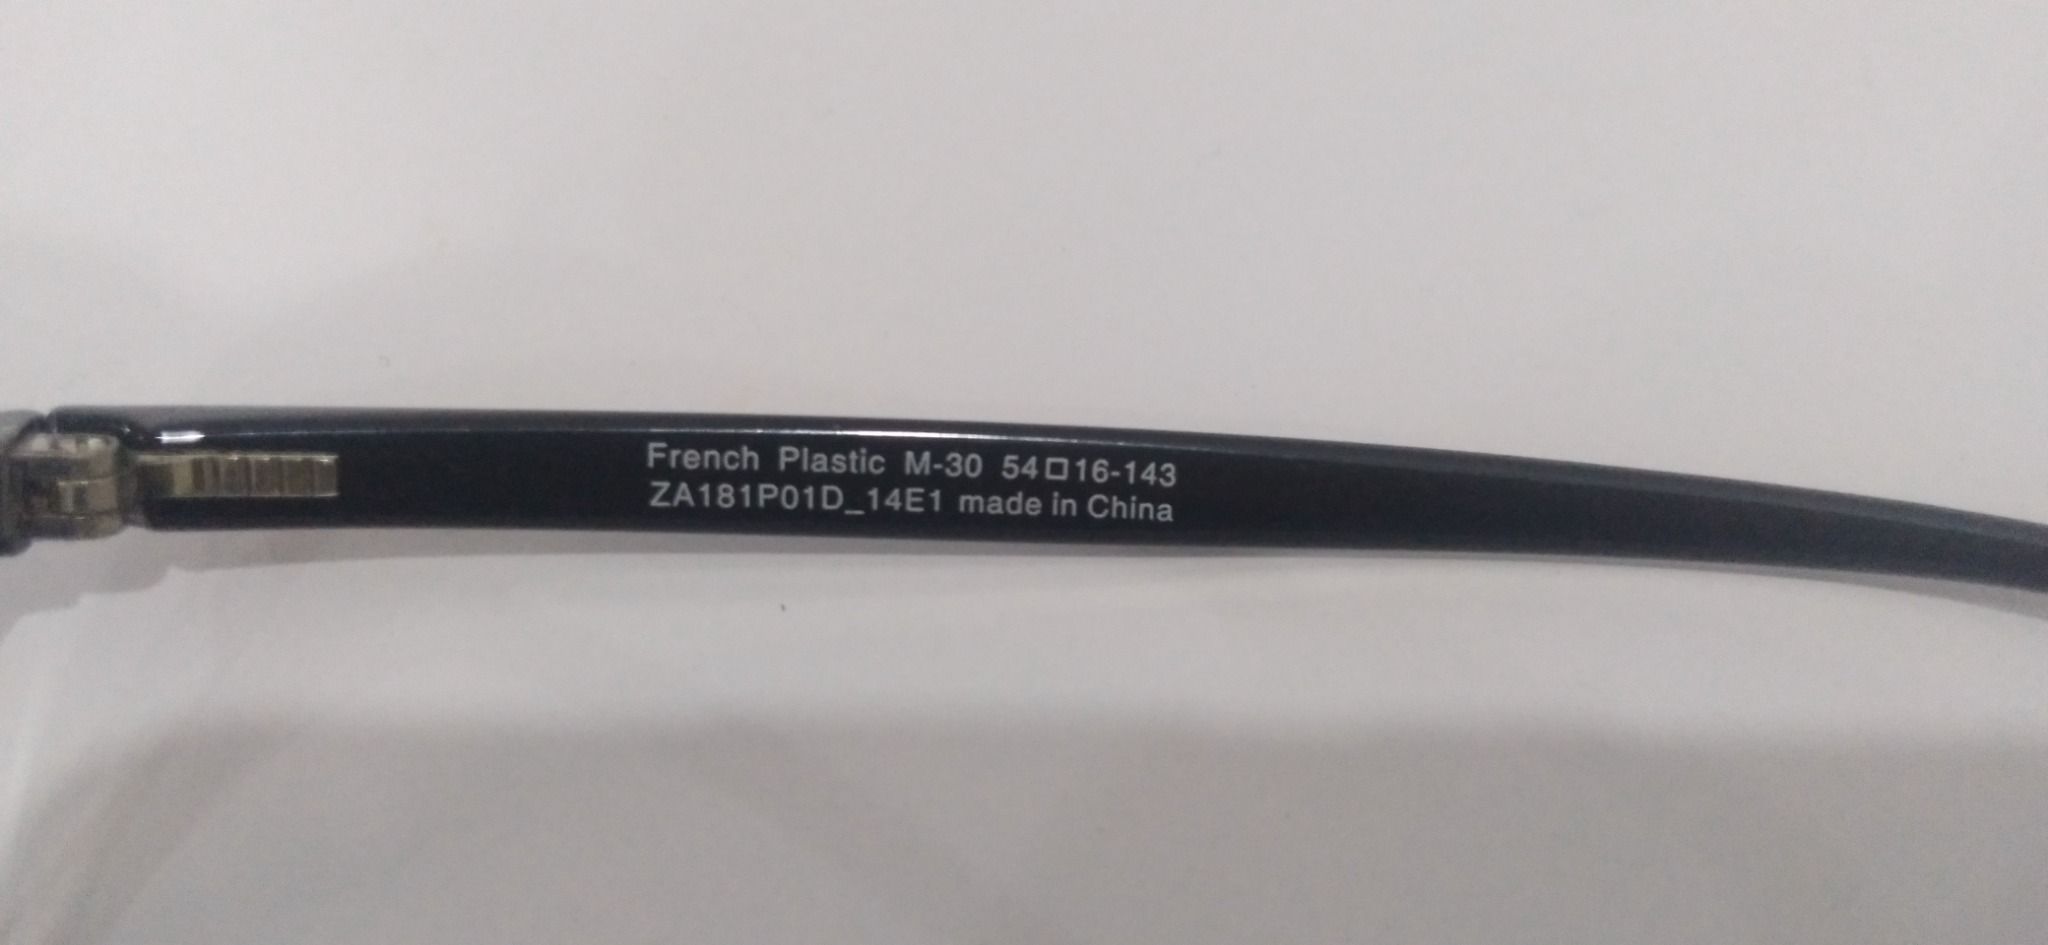 French Plastic M-30 54□16-143
ZA181P01D_14E1 made in China